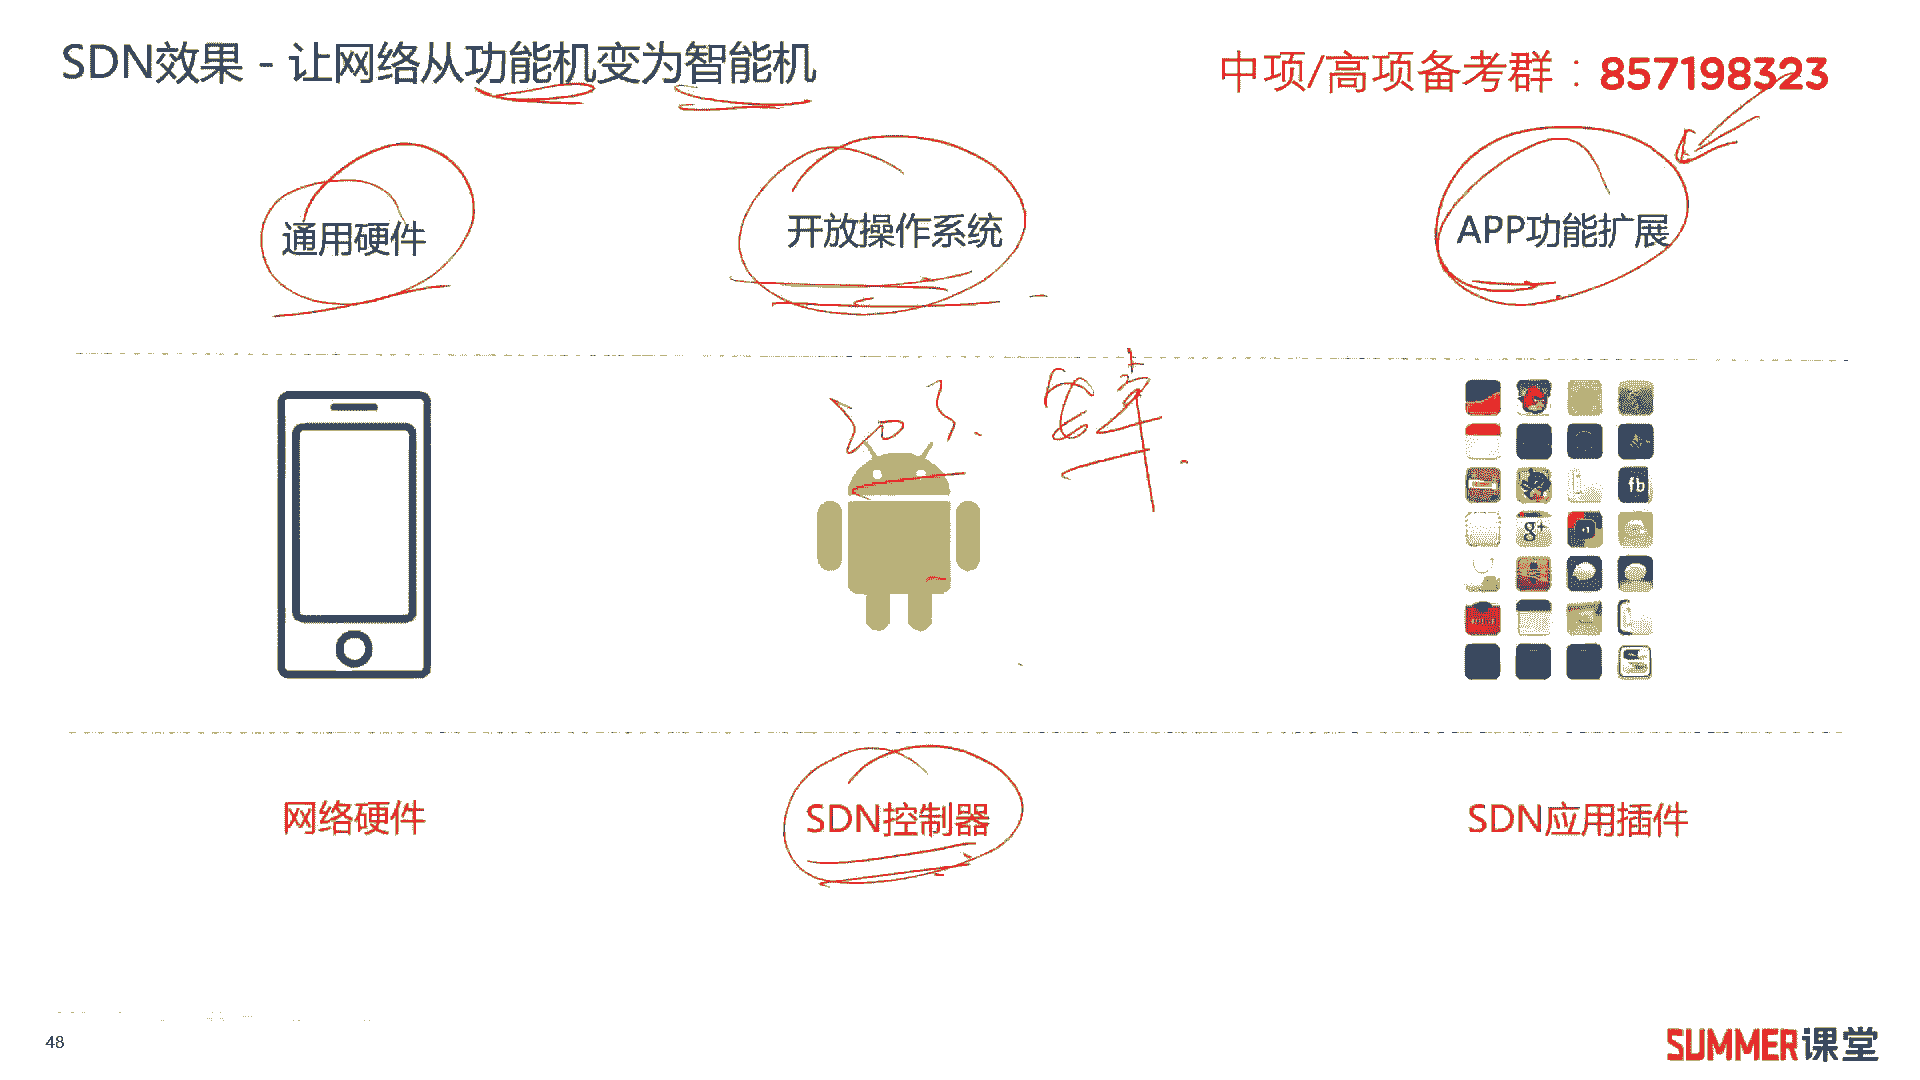 SDN效果 - 让网络从功能机变为智能机
中项/高项备考群：857198323
通用硬件
开放操作系统
APP功能扩展
安卓
fb
g+
网络硬件
SDN控制器
SDN应用插件
48
SUMMER课堂